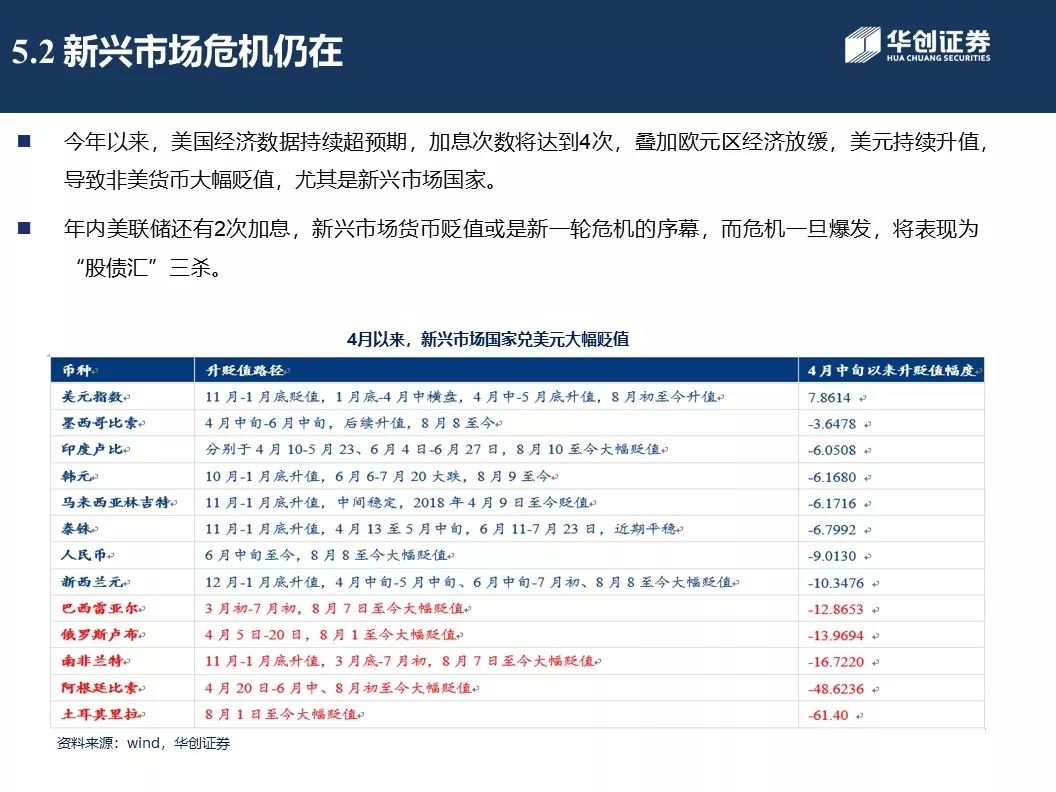 5.2 新兴市场危机仍在
华创证券
HUA CHUANG SECURITIES
今年以来，美国经济数据持续超预期，加息次数将达到4次，叠加欧元区经济放缓，美元持续升值，
导致非美货币大幅贬值，尤其是新兴市场国家。
年内美联储还有2次加息，新兴市场货币贬值或是新一轮危机的序幕，而危机一旦爆发，将表现为
“股债汇”三杀。
4月以来，新兴市场国家兑美元大幅贬值
币种 升贬值路径 4月中旬以来升贬值幅度
美元指数 11月-1月底贬值，1月底-4月中横盘，4月中-5月底升值，8月初至今升值 7.8614
墨西哥比索 4月中旬-6月中旬，后续升值，8月8至今 -3.6478
印度卢比 分别于4月10-5月23、6月4日-6月27日，8月10至今大幅贬值 -6.0508
韩元 10月-1月底升值，6月6-7月20大跌，8月9至今 -6.1680
马来西亚林吉特 11月-1月底升值，中间稳定，2018年4月9日至今贬值 -6.1716
泰铢 11月-1月底升值，4月13至5月中旬，6月11-7月23日，近期平稳 -6.7992
人民币 6月中旬至今，8月8至今大幅贬值 -9.0130
新西兰元 12月-1月底升值，4月中旬-5月中旬、6月中旬-7月初、8月8至今大幅贬值 -10.3476
巴西雷亚尔 3月初-7月初，8月7日至今大幅贬值 -12.8653
俄罗斯卢布 4月5日-20日，8月1至今大幅贬值 -13.9694
南非兰特 11月-1月底升值，3月底-7月初，8月7日至今大幅贬值 -16.7220
阿根廷比索 4月20日-6月中、8月初至今大幅贬值 -48.6236
土耳其里拉 8月1日至今大幅贬值 -61.40
资料来源：wind，华创证券